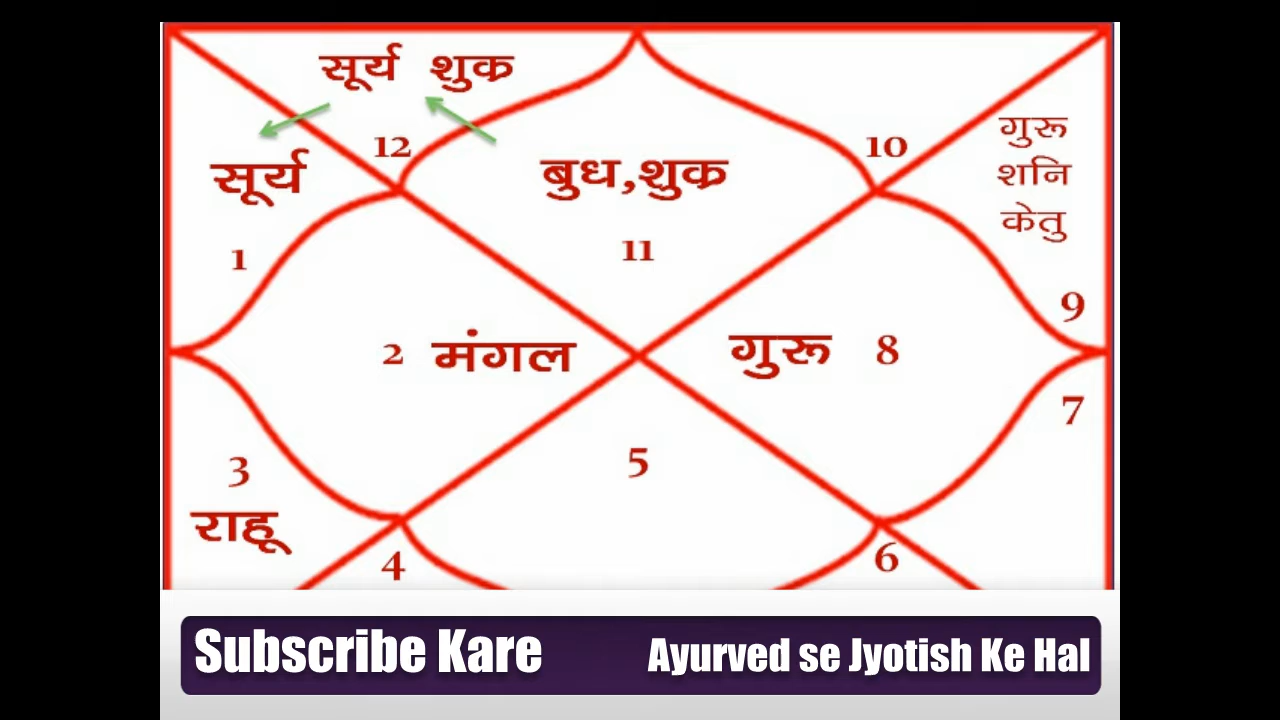 सूर्य शुक्र
12
10
गुरू
शनि
केतु
सूर्य
बुध,शुक्र
11
1
9
2 मंगल
गुरू 8
7
3
राहू
5
4
6
Subscribe Kare
Ayurved se Jyotish Ke Hal